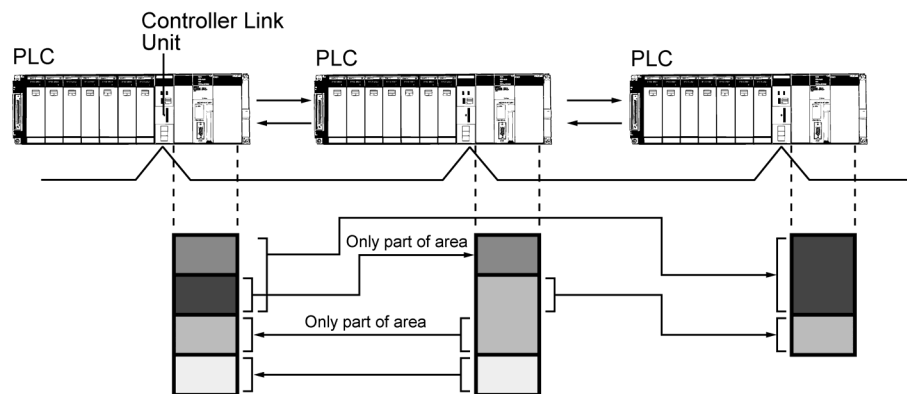 Controller Link
Unit
PLC
PLC
PLC
Only part of area
Only part of area